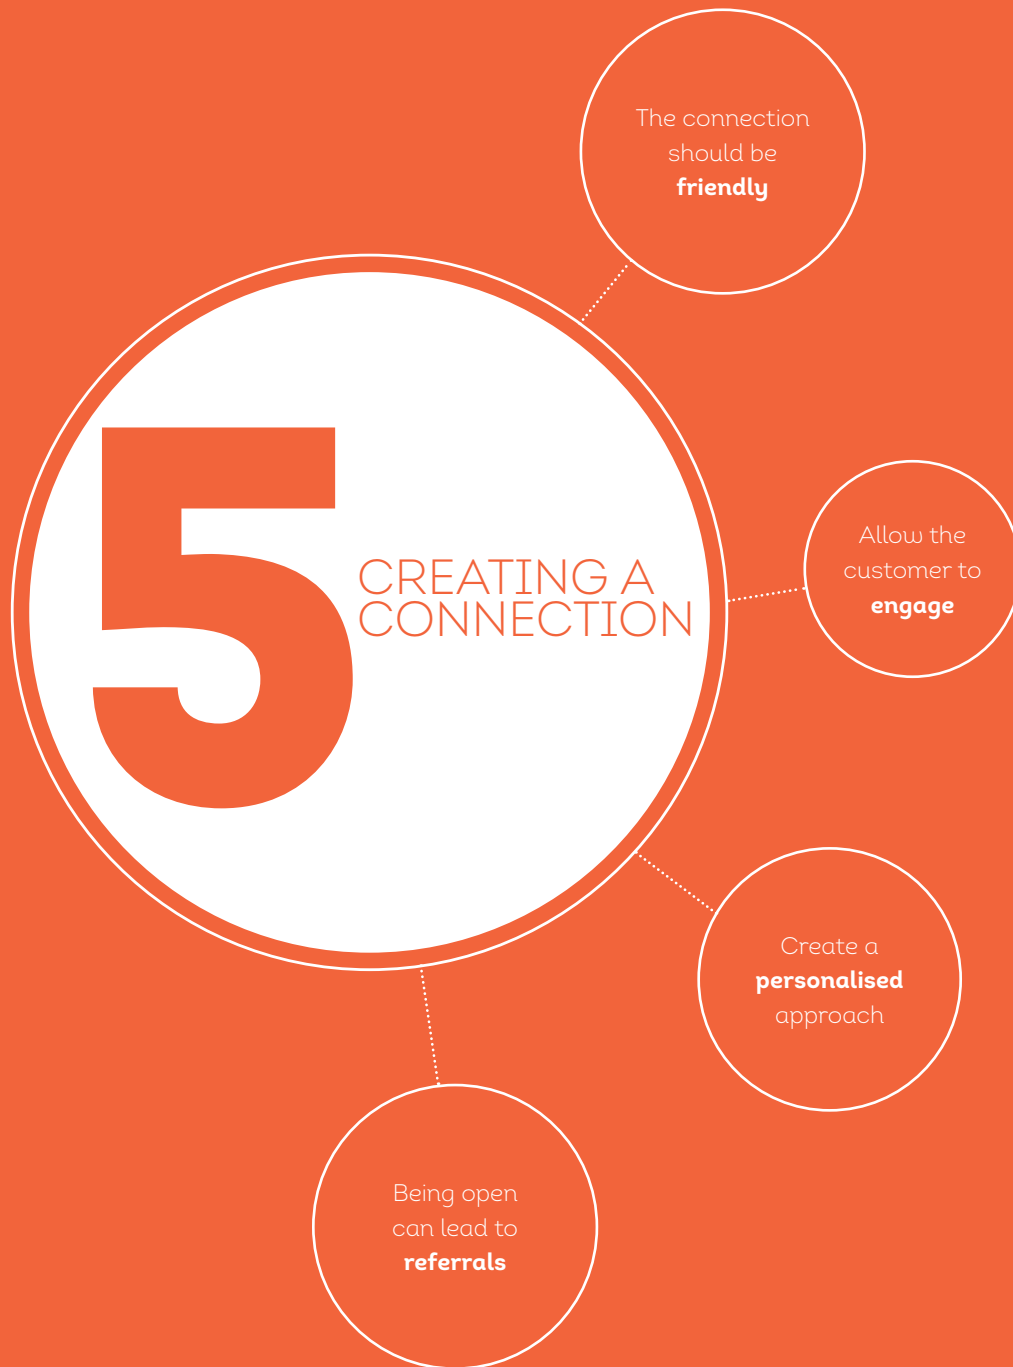 5
CREATING A
CONNECTION
The connection
should be
friendly
Allow the
customer to
engage
Create a
personalised
approach
Being open
can lead to
referrals